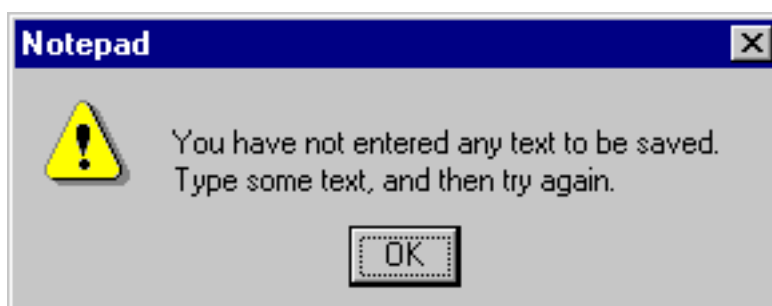 Notepad
You have not entered any text to be saved.
Type some text, and then try again.
OK